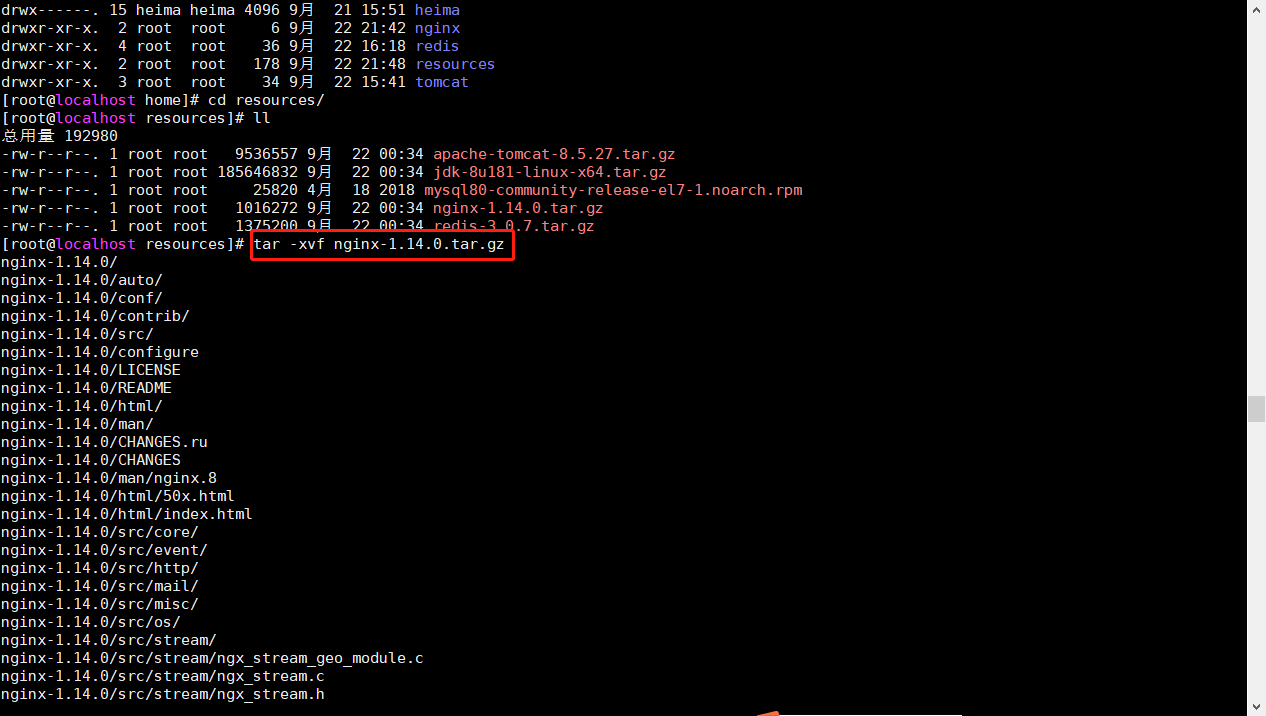 drwx------. 15 heima heima 4096 9月  21 15:51 heima
drwxr-xr-x.  2 root  root     6 9月  22 21:42 nginx
drwxr-xr-x.  4 root  root    36 9月  22 16:18 redis
drwxr-xr-x.  2 root  root   178 9月  22 21:48 resources
drwxr-xr-x.  3 root  root    34 9月  22 15:41 tomcat
[root@localhost home]# cd resources/
[root@localhost resources]# ll
总用量 192980
-rw-r--r--. 1 root root   9536557 9月  22 00:34 apache-tomcat-8.5.27.tar.gz
-rw-r--r--. 1 root root 185646832 9月  22 00:34 jdk-8u181-linux-x64.tar.gz
-rw-r--r--. 1 root root     25820 4月  18 2018 mysql80-community-release-el7-1.noarch.rpm
-rw-r--r--. 1 root root   1016272 9月  22 00:34 nginx-1.14.0.tar.gz
-rw-r--r--. 1 root root   1375200 9月  22 00:34 redis-3.0.7.tar.gz
[root@localhost resources]# tar -xvf nginx-1.14.0.tar.gz
nginx-1.14.0/
nginx-1.14.0/auto/
nginx-1.14.0/conf/
nginx-1.14.0/contrib/
nginx-1.14.0/src/
nginx-1.14.0/configure
nginx-1.14.0/LICENSE
nginx-1.14.0/README
nginx-1.14.0/html/
nginx-1.14.0/man/
nginx-1.14.0/CHANGES.ru
nginx-1.14.0/CHANGES
nginx-1.14.0/man/nginx.8
nginx-1.14.0/html/50x.html
nginx-1.14.0/html/index.html
nginx-1.14.0/src/core/
nginx-1.14.0/src/event/
nginx-1.14.0/src/http/
nginx-1.14.0/src/mail/
nginx-1.14.0/src/misc/
nginx-1.14.0/src/os/
nginx-1.14.0/src/stream/
nginx-1.14.0/src/stream/ngx_stream_geo_module.c
nginx-1.14.0/src/stream/ngx_stream.c
nginx-1.14.0/src/stream/ngx_stream.h